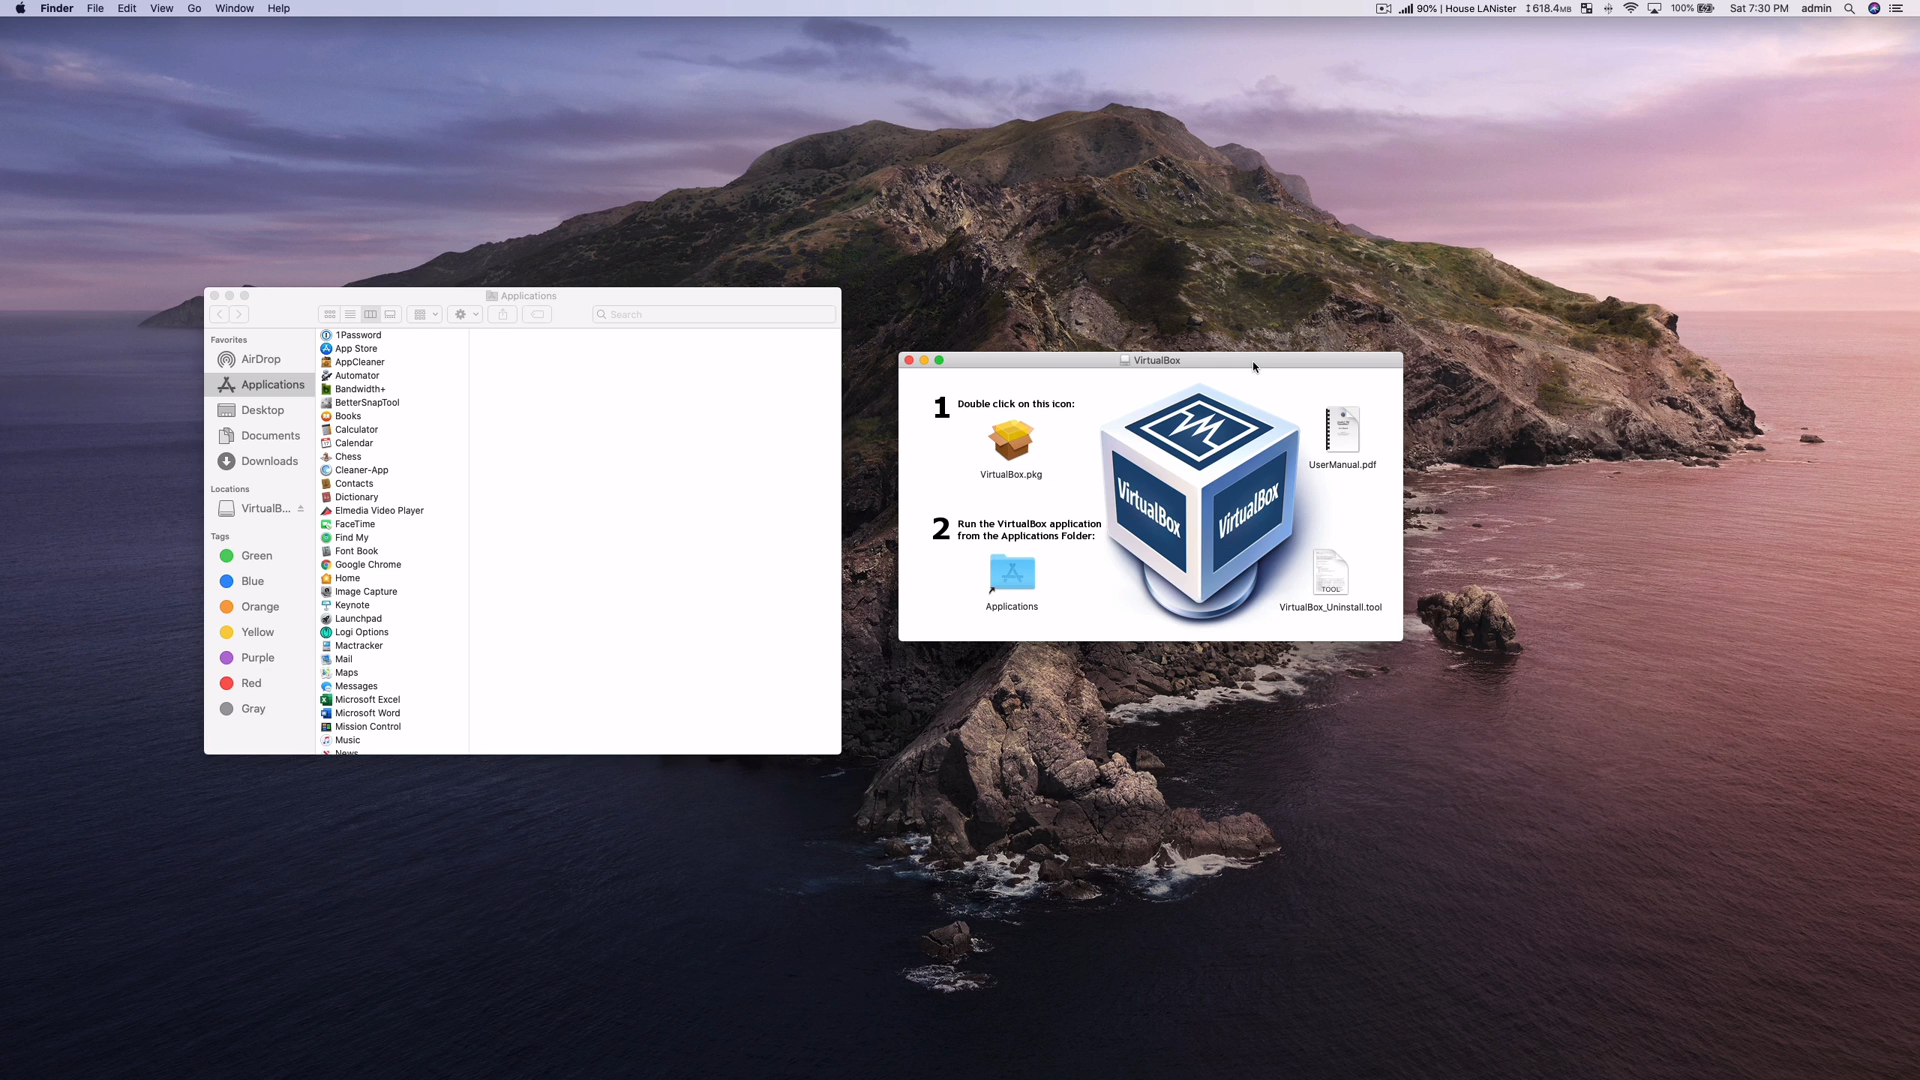 Finder File Edit View Go Window Help
90% | House LANister 618.4MB 100% Sat 7:30 PM admin
Applications
Search
Favorites
AirDrop
Applications
Desktop
Documents
Downloads
Locations
VirtualB...
Tags
Green
Blue
Orange
Yellow
Purple
Red
Gray
1Password
App Store
AppCleaner
Automator
Bandwidth+
BetterSnapTool
Books
Calculator
Calendar
Chess
Cleaner-App
Contacts
Dictionary
Elmedia Video Player
FaceTime
Find My
Font Book
Google Chrome
Home
Image Capture
Keynote
Launchpad
Logi Options
Mactracker
Mail
Maps
Messages
Microsoft Excel
Microsoft Word
Mission Control
Music
News
VirtualBox
1 Double click on this icon:
VirtualBox.pkg
2 Run the VirtualBox application
from the Applications Folder:
Applications
VirtualBox
VirtualBox
UserManual.pdf
TOOL
VirtualBox_Uninstall.tool